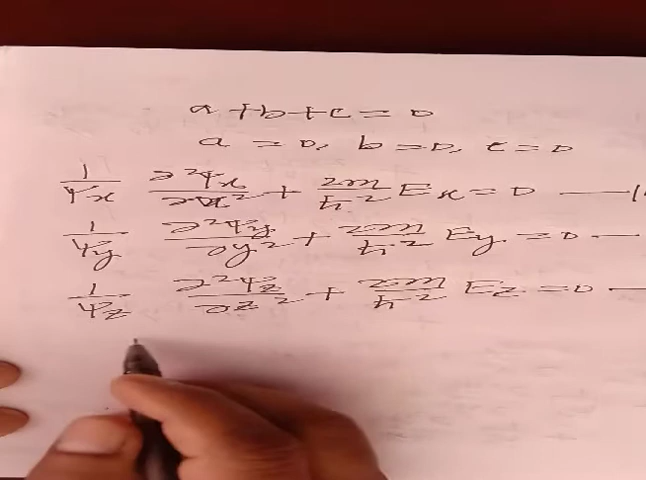 a + b + c = 0
a = 0, b = 0, c = 0
1/Ψx ∂²Ψx/∂x² + 2m/ħ² Ex = 0 —
1/Ψy ∂²Ψy/∂y² + 2m/ħ² Ey = 0 —
1/Ψz ∂²Ψz/∂z² + 2m/ħ² Ez = 0 —